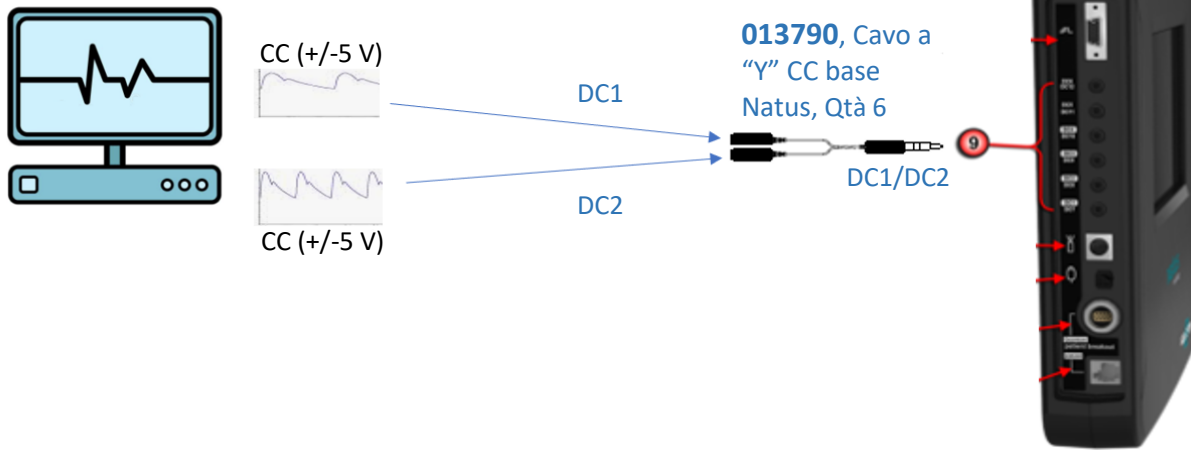 CC (+/-5 V)
DC1
013790, Cavo a
“Y” CC base
Natus, Qtà 6
DC1/DC2
DC2
CC (+/-5 V)
9
patient breakout